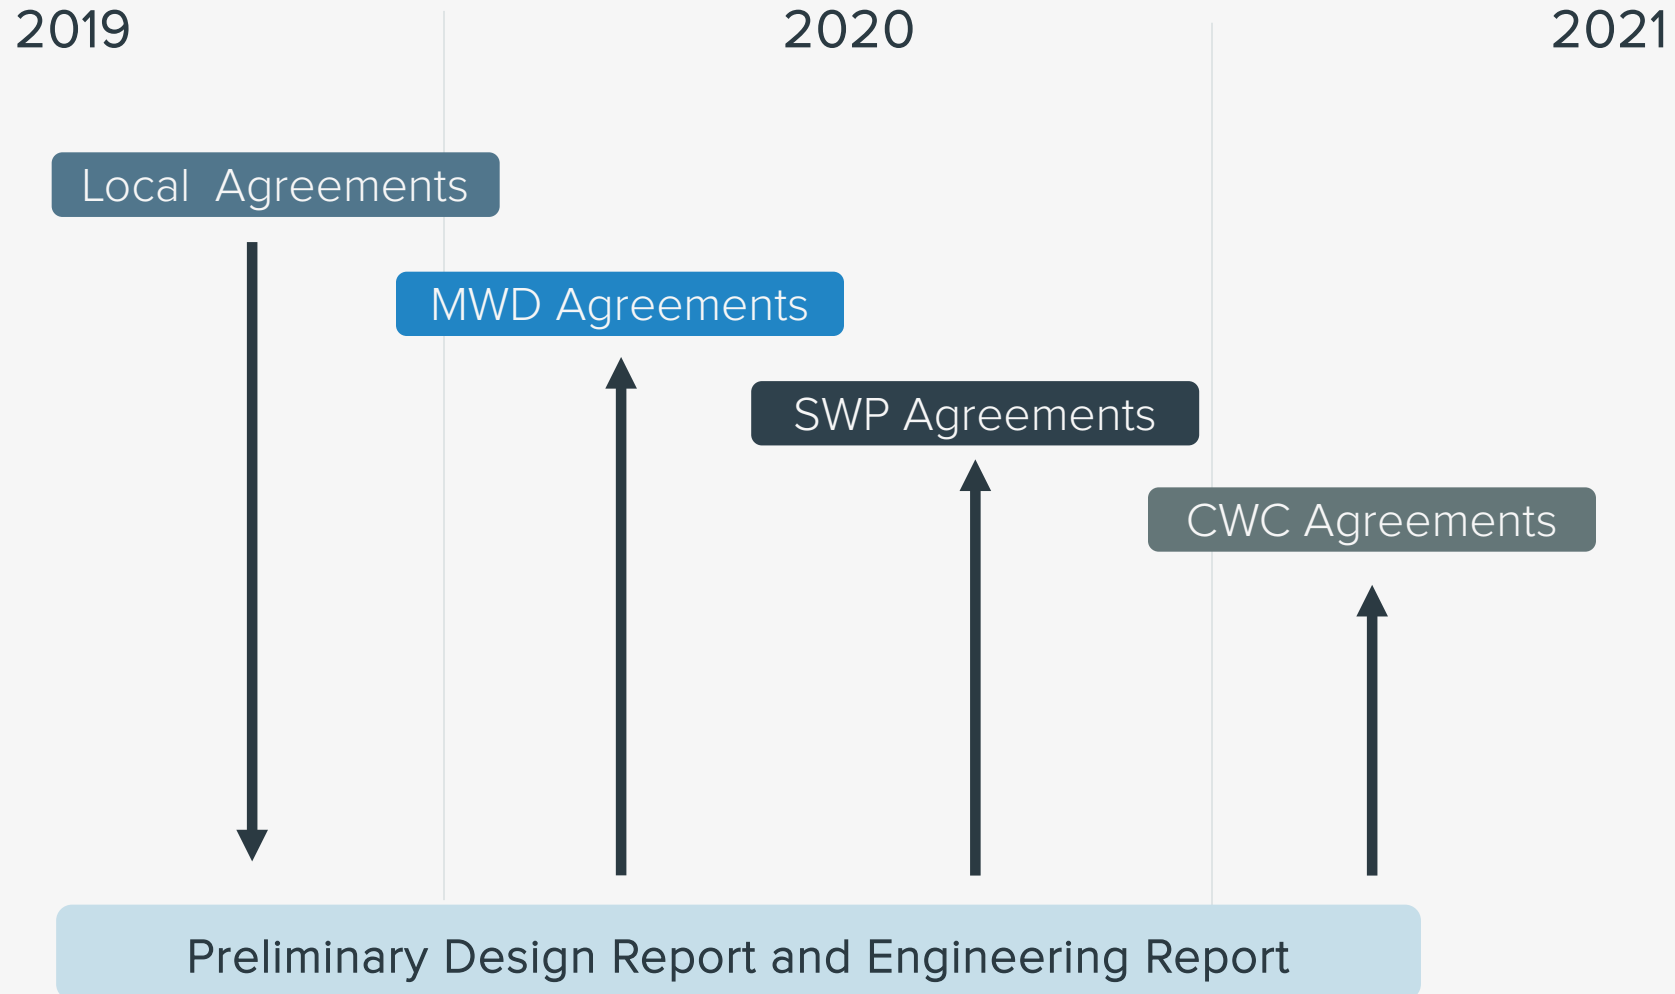 2019 2020 2021
Local Agreements
MWD Agreements
SWP Agreements
CWC Agreements
Preliminary Design Report and Engineering Report